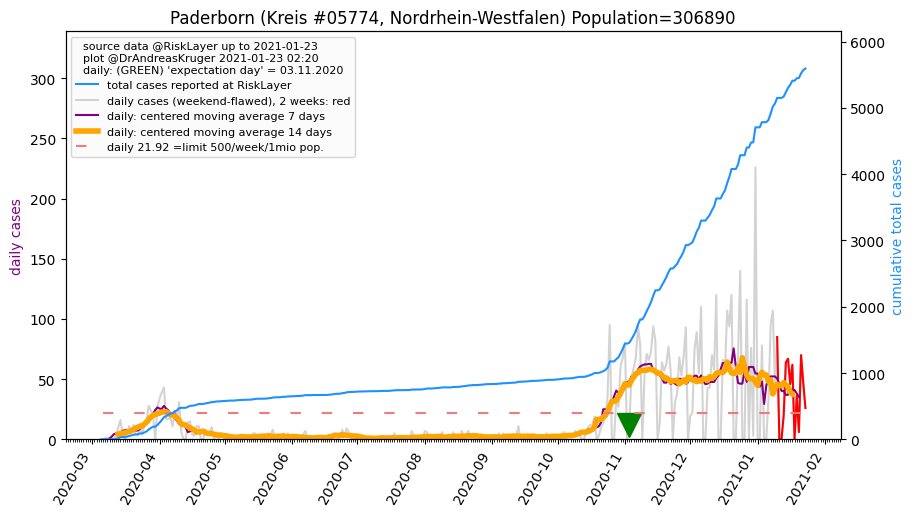 Paderborn (Kreis #05774, Nordrhein-Westfalen) Population=306890
source data @RiskLayer up to 2021-01-23
plot @DrAndreasKruger 2021-01-23 02:20
daily: (GREEN) 'expectation day' = 03.11.2020
total cases reported at RiskLayer
daily cases (weekend-flawed), 2 weeks: red
daily: centered moving average 7 days
daily: centered moving average 14 days
daily 21.92 =limit 500/week/1mio pop.
daily cases
300
250
200
150
100
50
0
6000
5000
4000
3000
2000
1000
0
cumulative total cases
2020-03
2020-04
2020-05
2020-06
2020-07
2020-08
2020-09
2020-10
2020-11
2020-12
2021-01
2021-02